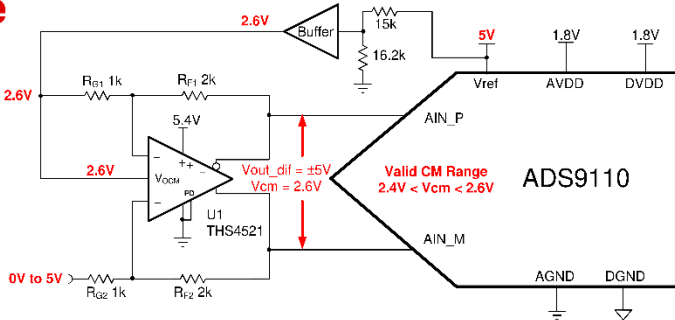 e
2.6V
Buffer
15k
16.2k
5V
1.8V
1.8V
Vref
AVDD
DVDD
RG1 1k
RF1 2k
2.6V
5.4V
AIN_P
2.6V
VOCM
PD
Vout_dif = ±5V
Vcm = 2.6V
Valid CM Range
2.4V < Vcm < 2.6V
ADS9110
U1
THS4521
AIN_M
0V to 5V
RG2 1k
RF2 2k
AGND
DGND